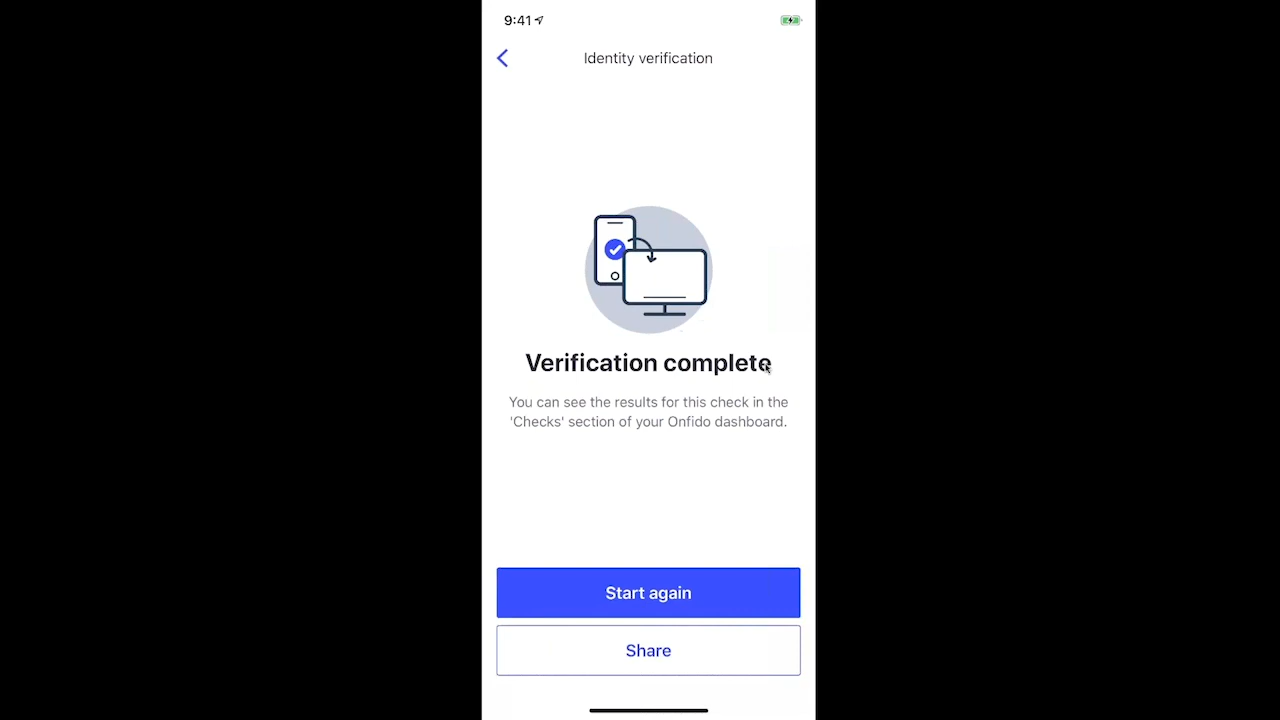 9:41
Identity verification
Verification complete
You can see the results for this check in the
'Checks' section of your Onfido dashboard.
Start again
Share